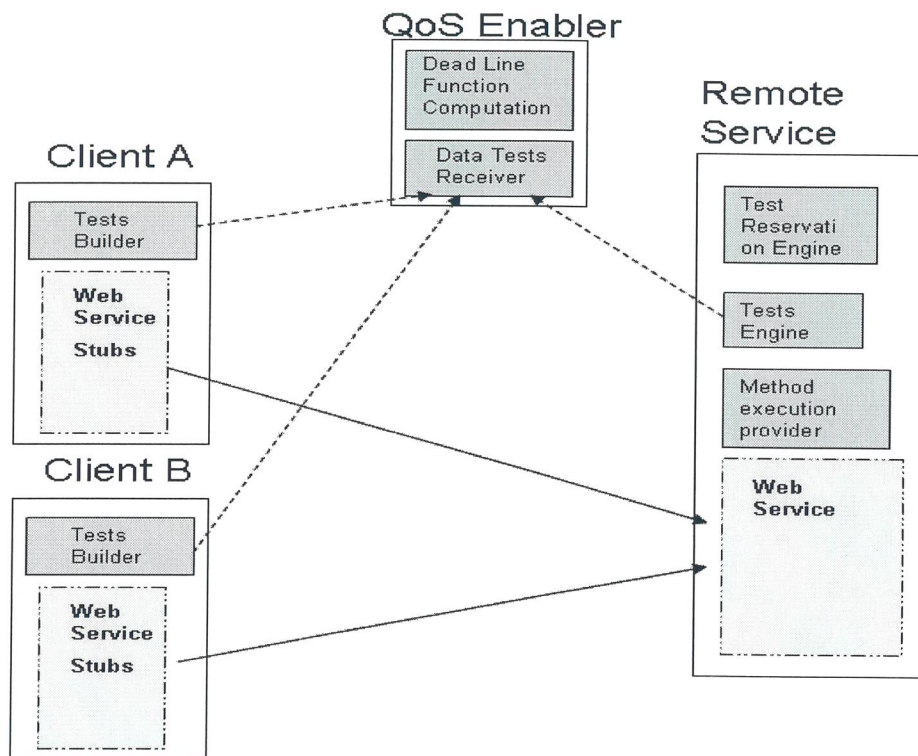 QoS Enabler
Dead Line
Function
Computation
Data Tests
Receiver
Client A
Tests
Builder
Web
Service
Stubs
Client B
Tests
Builder
Web
Service
Stubs
Remote
Service
Test
Reservati
on Engine
Tests
Engine
Method
execution
provider
Web
Service